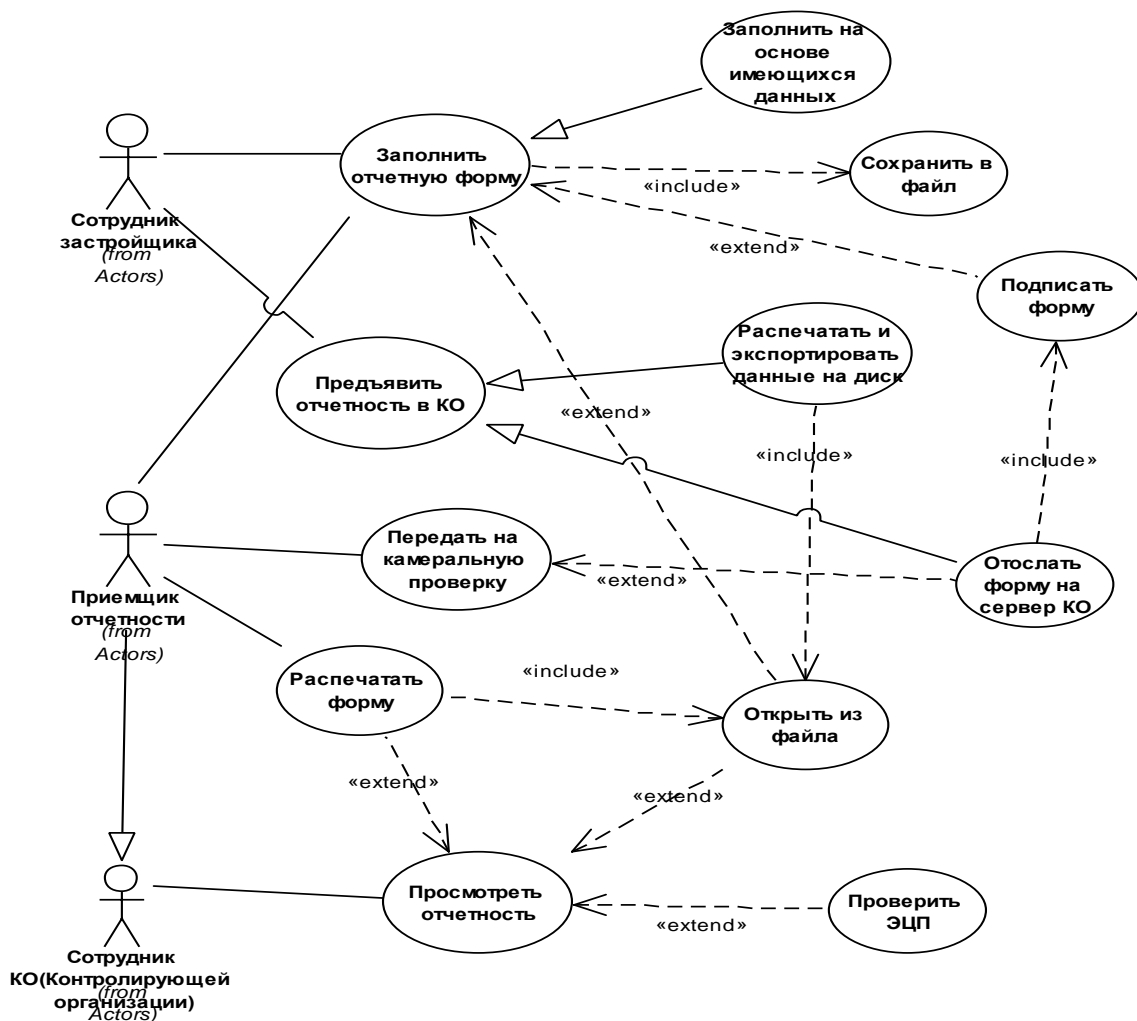 Заполнить на
основе
имеющихся
данных
Заполнить
отчетную форму
Сохранить в
файл
«include»
Сотрудник
застройщика
(from
Actors)
«extend»
Подписать
форму
Распечатать и
экспортировать
данные на диск
Предъявить
отчетность в КО
«extend»
«include»
«include»
Передать на
камеральную
проверку
«extend»
Отослать
форму на
сервер КО
Приемщик
отчетности
(from
Actors)
Распечатать
форму
«include»
Открыть из
файла
«extend»
«extend»
Просмотреть
отчетность
Проверить
ЭЦП
«extend»
Сотрудник
КО(Контролирующей
организации)
(from
Actors)